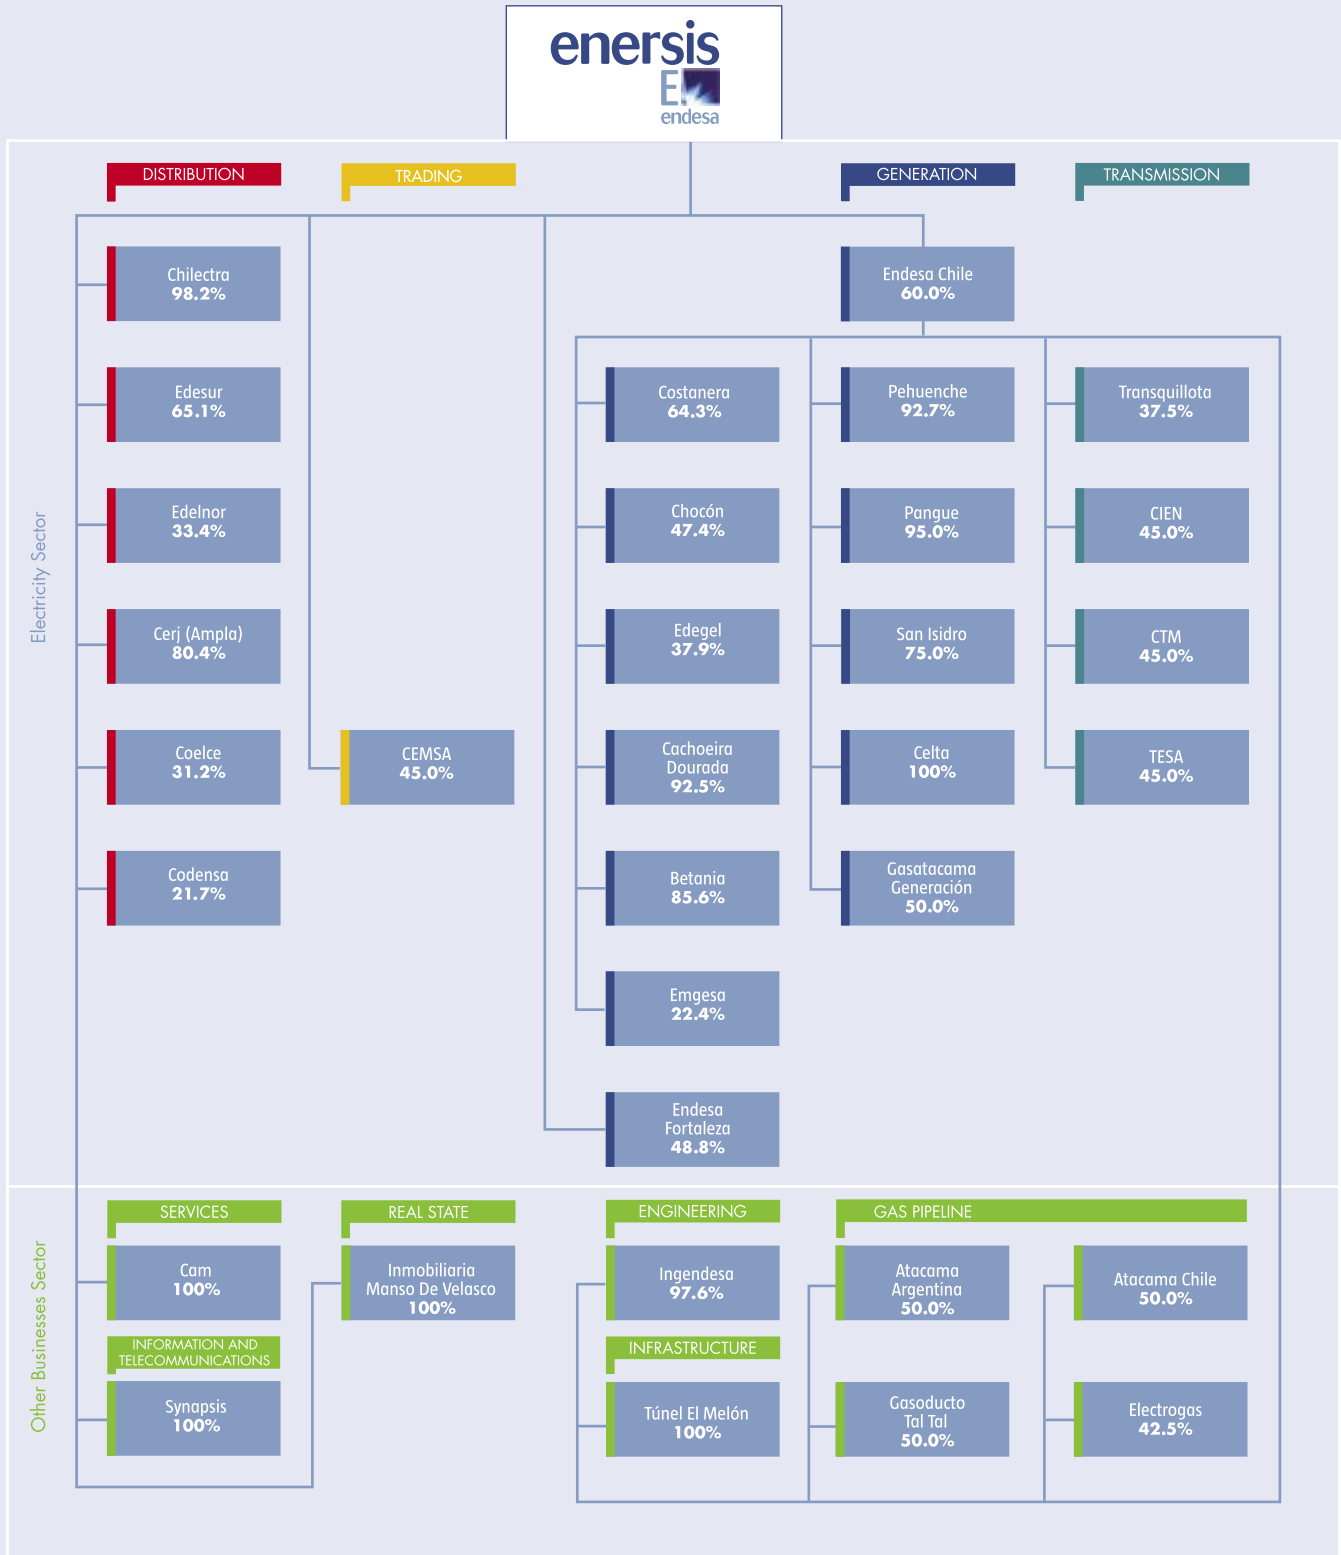 enersis
E
endesa
DISTRIBUTION
TRADING
GENERATION
TRANSMISSION
Electricity Sector
Chilectra
98.2%
Endesa Chile
60.0%
Edesur
65.1%
Costanera
64.3%
Pehuenche
92.7%
Transquillota
37.5%
Edelnor
33.4%
Chocón
47.4%
Pangue
95.0%
CIEN
45.0%
Cerj (Ampla)
80.4%
Edegel
37.9%
San Isidro
75.0%
CTM
45.0%
Coelce
31.2%
CEMSA
45.0%
Cachoeira
Dourada
92.5%
Celta
100%
TESA
45.0%
Codensa
21.7%
Betania
85.6%
Gasatacama
Generación
50.0%
Emgesa
22.4%
Endesa
Fortaleza
48.8%
Other Businesses Sector
SERVICES
REAL STATE
ENGINEERING
GAS PIPELINE
Cam
100%
Inmobiliaria
Manso De Velasco
100%
Ingendesa
97.6%
Atacama
Argentina
50.0%
Atacama Chile
50.0%
INFORMATION AND
TELECOMMUNICATIONS
INFRASTRUCTURE
Synapsis
100%
Túnel El Melón
100%
Gasoducto
Tal Tal
50.0%
Electrogas
42.5%